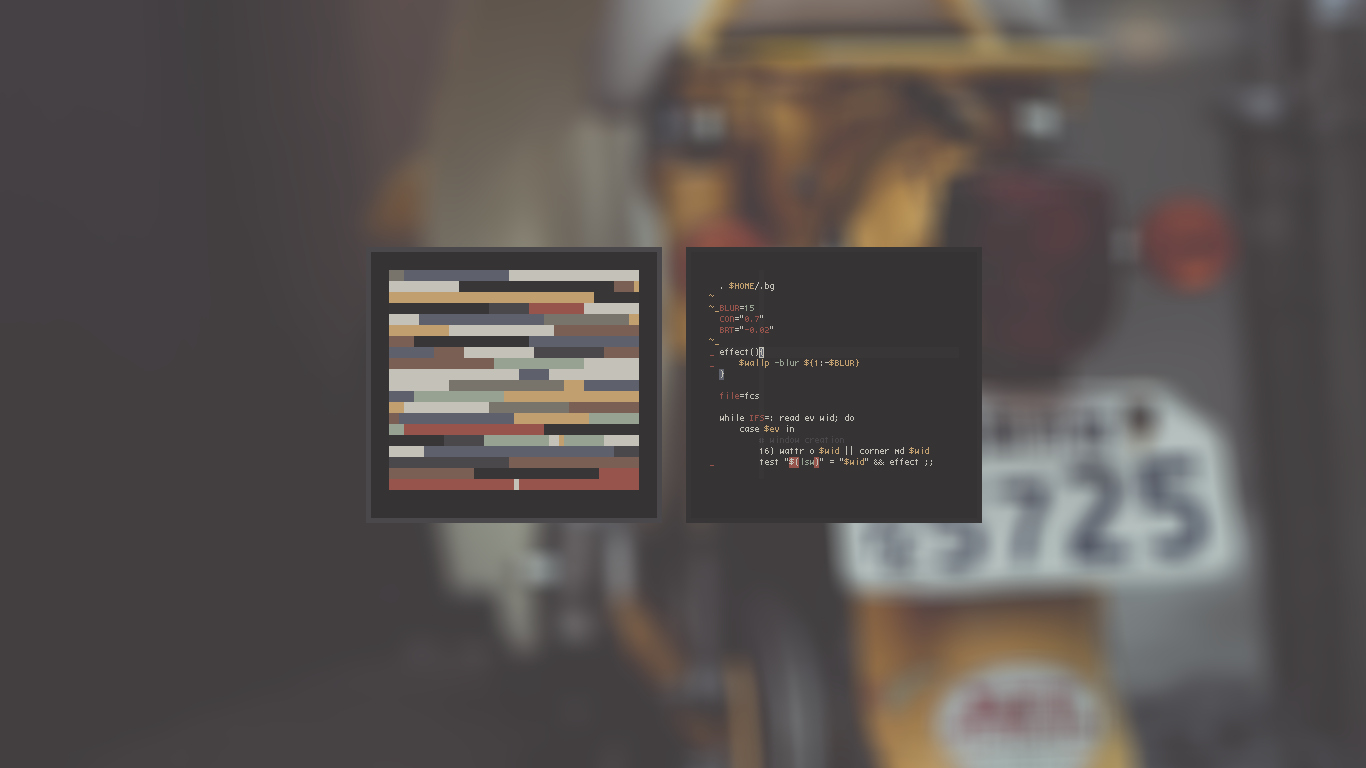 . $HOME/.bg
~
~_BLUR=15
CON="0.7"
BRT="-0.02"
~_
_ effect(){
_ $wallp -blur ${1:-$BLUR}
}
file=fcs
while IFS=: read ev wid; do
case $ev in
# window creation
16) wattr o $wid || corner md $wid
_ test "$(lsw)" = "$wid" && effect ;;
5725